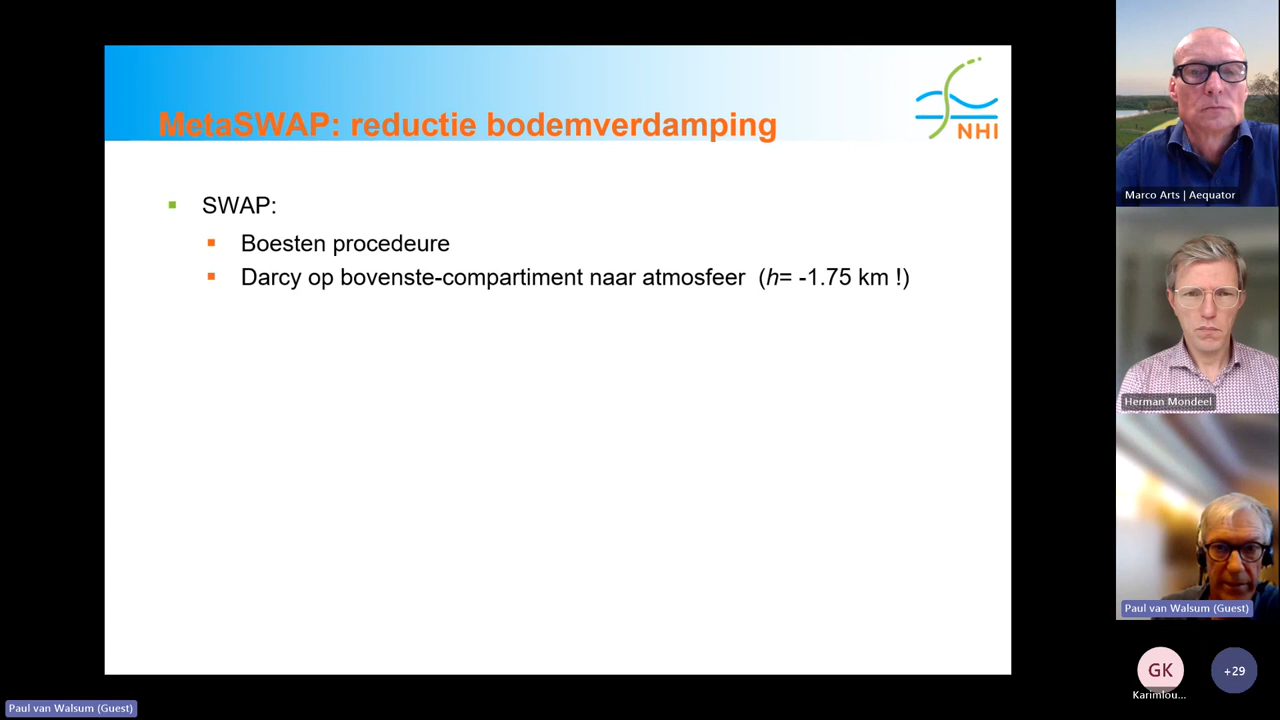 MetaSWAP: reductie bodemverdamping
NHI
SWAP:
Boesten procedeure
Darcy op bovenste-compartiment naar atmosfeer (h= -1.75 km !)
Marco Arts | Aequator
Herman Mondeel
Paul van Walsum (Guest)
GK
+29
Karimlou...
Paul van Walsum (Guest)